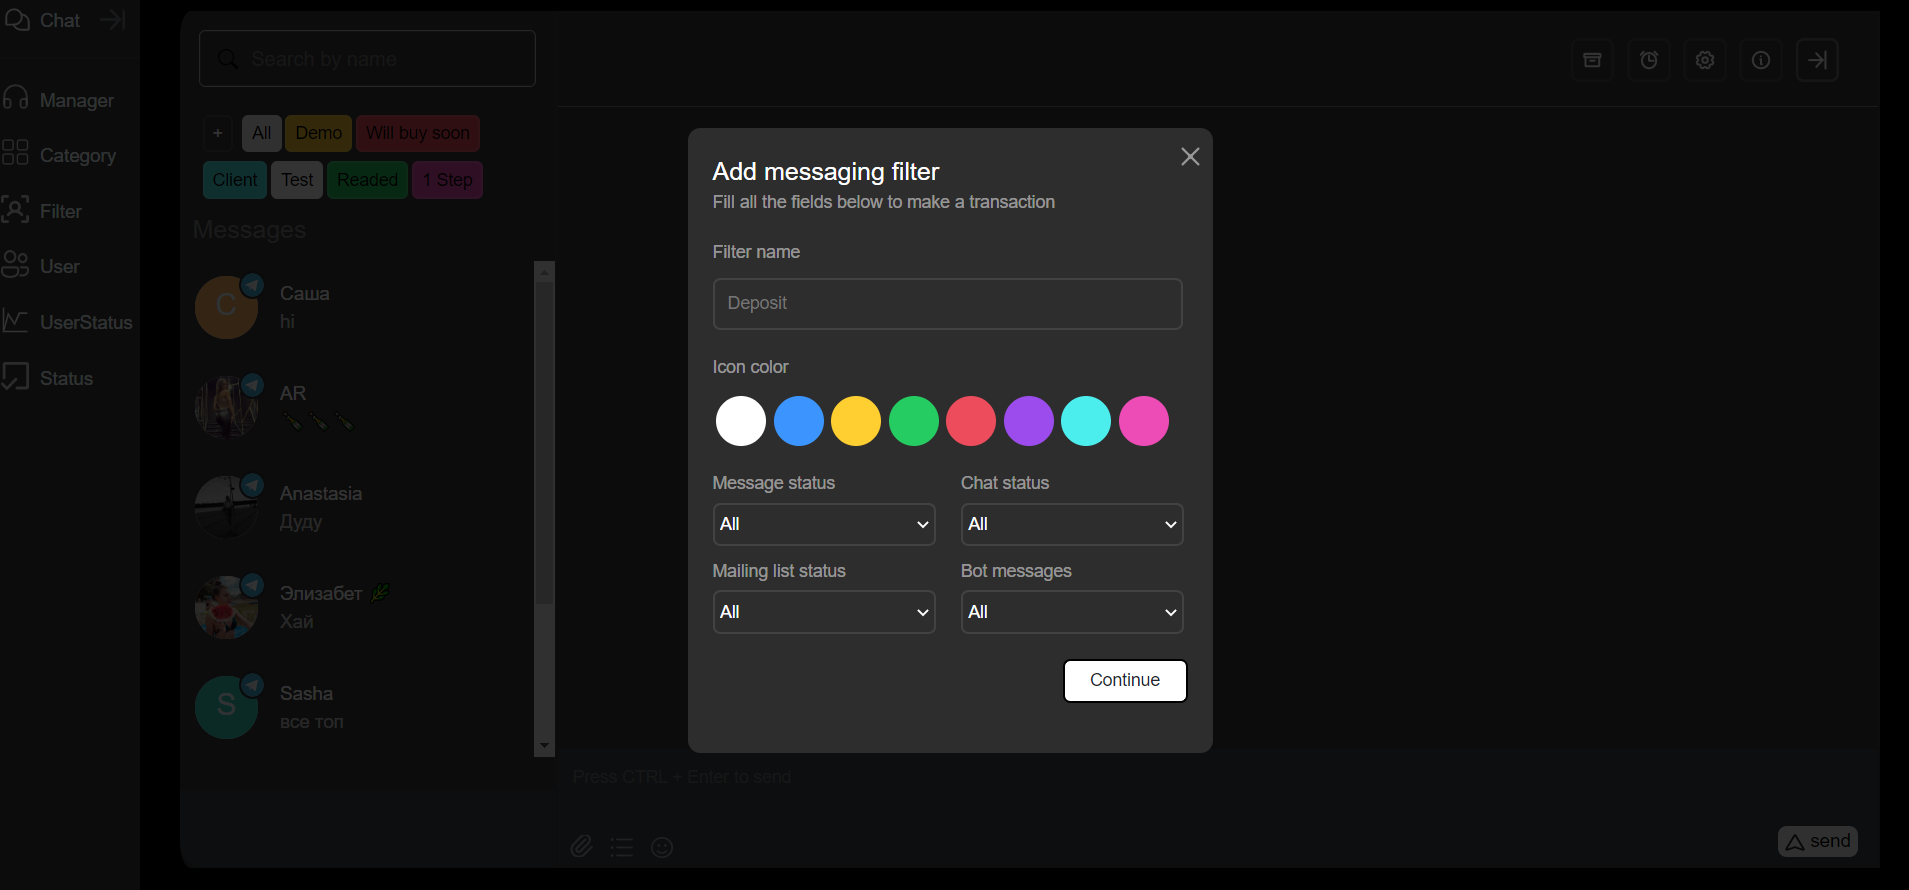 Chat
Manager
Category
Filter
User
UserStatus
Status
Search by name
+ All Demo Will buy soon
Client Test Readed 1 Step
Messages
C
Саша
hi
AR
Anastasia
Дуду
Элизабет
Хай
S
Sasha
все топ
Add messaging filter
Fill all the fields below to make a transaction
Filter name
Deposit
Icon color
Message status
All
Chat status
All
Mailing list status
All
Bot messages
All
Continue
Press CTRL + Enter to send
send